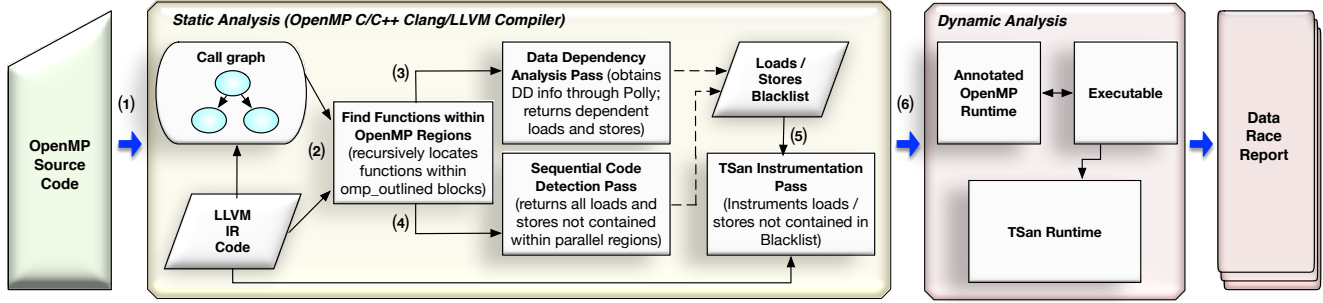 Static Analysis (OpenMP C/C++ Clang/LLVM Compiler)
Dynamic Analysis
OpenMP
Source
Code
(1)
Call graph
LLVM
IR
Code
(2)
Find Functions within
OpenMP Regions
(recursively locates
functions within
omp_outlined blocks)
(3)
(4)
Data Dependency
Analysis Pass (obtains
DD info through Polly;
returns dependent
loads and stores)
Sequential Code
Detection Pass
(returns all loads and
stores not contained
within parallel regions)
Loads /
Stores
Blacklist
(5)
TSan Instrumentation
Pass
(Instruments loads /
stores not contained in
Blacklist)
(6)
Annotated
OpenMP
Runtime
Executable
TSan Runtime
Data
Race
Report